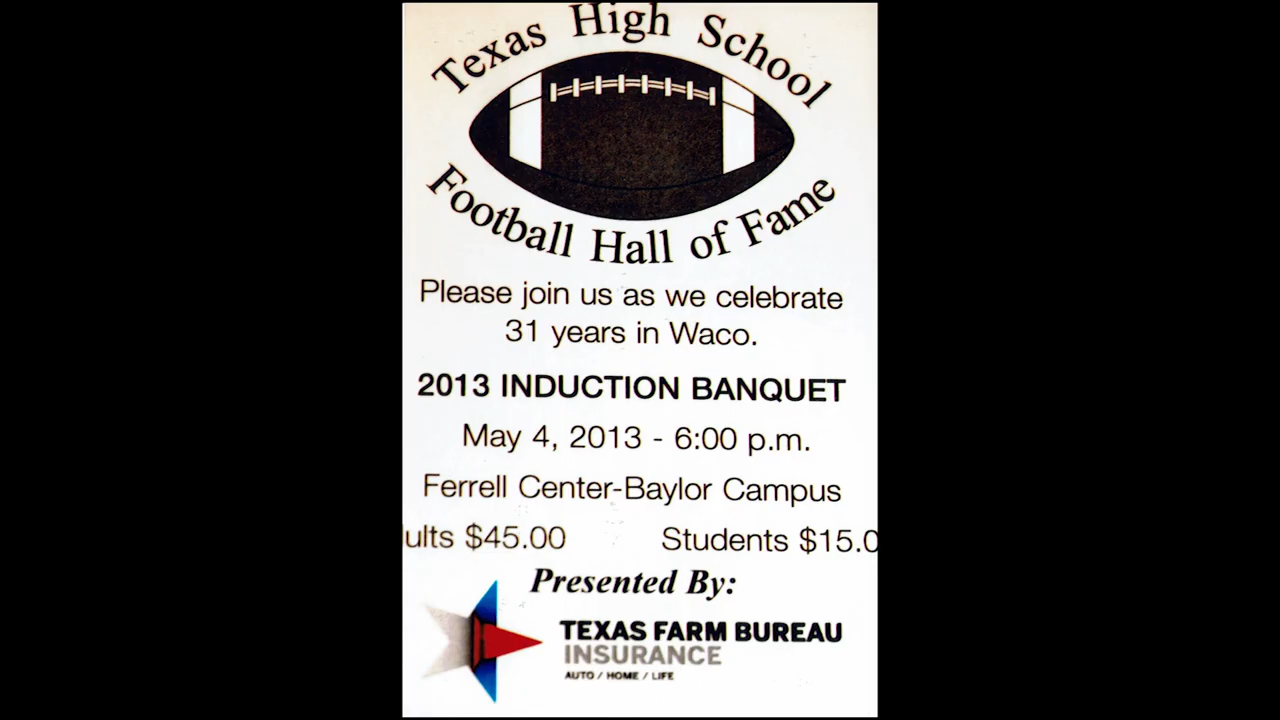 Texas High School
Football Hall of Fame
Please join us as we celebrate
31 years in Waco.
2013 INDUCTION BANQUET
May 4, 2013 - 6:00 p.m.
Ferrell Center-Baylor Campus
ults $45.00 Students $15.0
Presented By:
TEXAS FARM BUREAU
INSURANCE
AUTO / HOME / LIFE